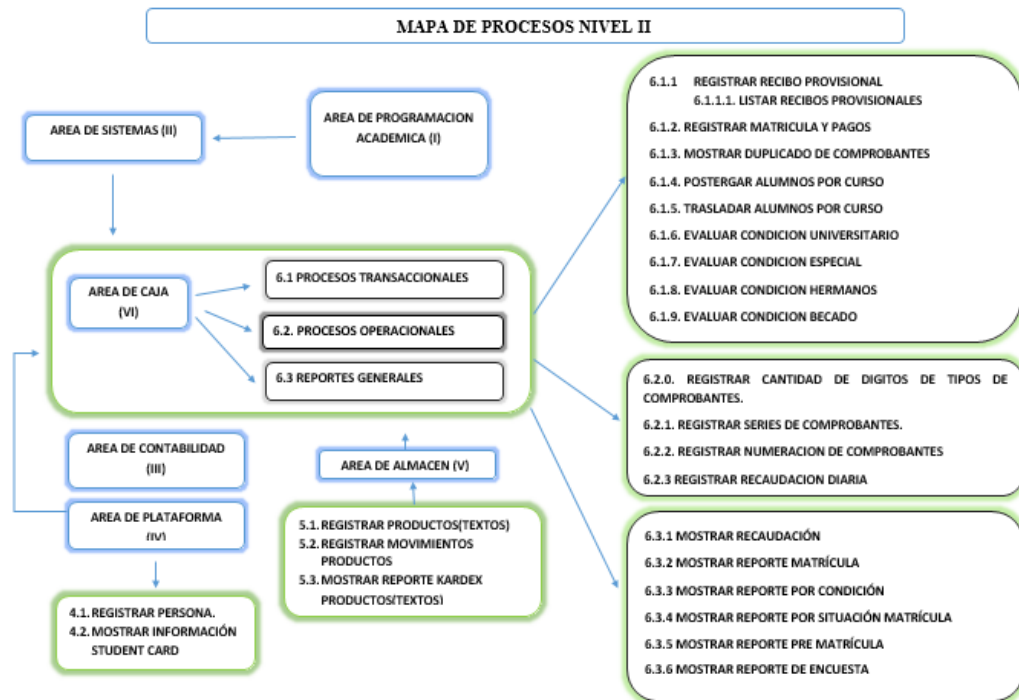 MAPA DE PROCESOS NIVEL II
AREA DE SISTEMAS (II)
AREA DE PROGRAMACION
ACADEMICA (I)
AREA DE CAJA
(VI)
6.1 PROCESOS TRANSACCIONALES
6.2. PROCESOS OPERACIONALES
6.3 REPORTES GENERALES
AREA DE CONTABILIDAD
(III)
AREA DE PLATAFORMA
(IV)
AREA DE ALMACEN (V)
5.1. REGISTRAR PRODUCTOS(TEXTOS)
5.2. REGISTRAR MOVIMIENTOS
PRODUCTOS
5.3. MOSTRAR REPORTE KARDEX
PRODUCTOS(TEXTOS)
4.1. REGISTRAR PERSONA.
4.2. MOSTRAR INFORMACIÓN
STUDENT CARD
6.1.1 REGISTRAR RECIBO PROVISIONAL
6.1.1.1. LISTAR RECIBOS PROVISIONALES
6.1.2. REGISTRAR MATRICULA Y PAGOS
6.1.3. MOSTRAR DUPLICADO DE COMPROBANTES
6.1.4. POSTERGAR ALUMNOS POR CURSO
6.1.5. TRASLADAR ALUMNOS POR CURSO
6.1.6. EVALUAR CONDICION UNIVERSITARIO
6.1.7. EVALUAR CONDICION ESPECIAL
6.1.8. EVALUAR CONDICION HERMANOS
6.1.9. EVALUAR CONDICION BECADO
6.2.0. REGISTRAR CANTIDAD DE DIGITOS DE TIPOS DE
COMPROBANTES.
6.2.1. REGISTRAR SERIES DE COMPROBANTES.
6.2.2. REGISTRAR NUMERACION DE COMPROBANTES
6.2.3 REGISTRAR RECAUDACION DIARIA
6.3.1 MOSTRAR RECAUDACIÓN
6.3.2 MOSTRAR REPORTE MATRÍCULA
6.3.3 MOSTRAR REPORTE POR CONDICIÓN
6.3.4 MOSTRAR REPORTE POR SITUACIÓN MATRÍCULA
6.3.5 MOSTRAR REPORTE PRE MATRÍCULA
6.3.6 MOSTRAR REPORTE DE ENCUESTA